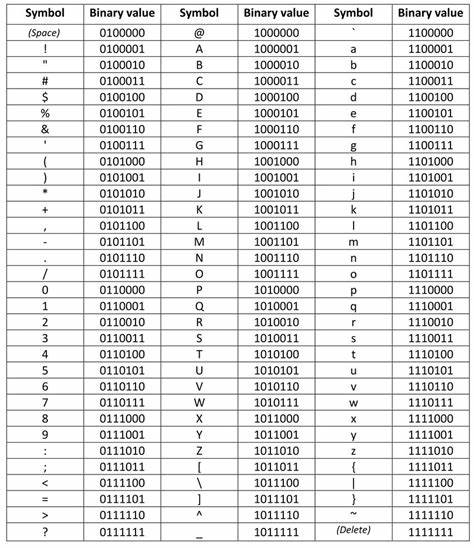 Symbol Binary value Symbol Binary value Symbol Binary value
(Space) 0100000 @ 1000000 ` 1100000
! 0100001 A 1000001 a 1100001
" 0100010 B 1000010 b 1100010
# 0100011 C 1000011 c 1100011
$ 0100100 D 1000100 d 1100100
% 0100101 E 1000101 e 1100101
& 0100110 F 1000110 f 1100110
' 0100111 G 1000111 g 1100111
( 0101000 H 1001000 h 1101000
) 0101001 I 1001001 i 1101001
* 0101010 J 1001010 j 1101010
+ 0101011 K 1001011 k 1101011
, 0101100 L 1001100 l 1101100
- 0101101 M 1001101 m 1101101
. 0101110 N 1001110 n 1101110
/ 0101111 O 1001111 o 1101111
0 0110000 P 1010000 p 1110000
1 0110001 Q 1010001 q 1110001
2 0110010 R 1010010 r 1110010
3 0110011 S 1010011 s 1110011
4 0110100 T 1010100 t 1110100
5 0110101 U 1010101 u 1110101
6 0110110 V 1010110 v 1110110
7 0110111 W 1010111 w 1110111
8 0111000 X 1011000 x 1111000
9 0111001 Y 1011001 y 1111001
: 0111010 Z 1011010 z 1111010
; 0111011 [ 1011011 { 1111011
< 0111100 \ 1011100 | 1111100
= 0111101 ] 1011101 } 1111101
> 0111110 ^ 1011110 ~ 1111110
? 0111111 _ 1011111 (Delete) 1111111